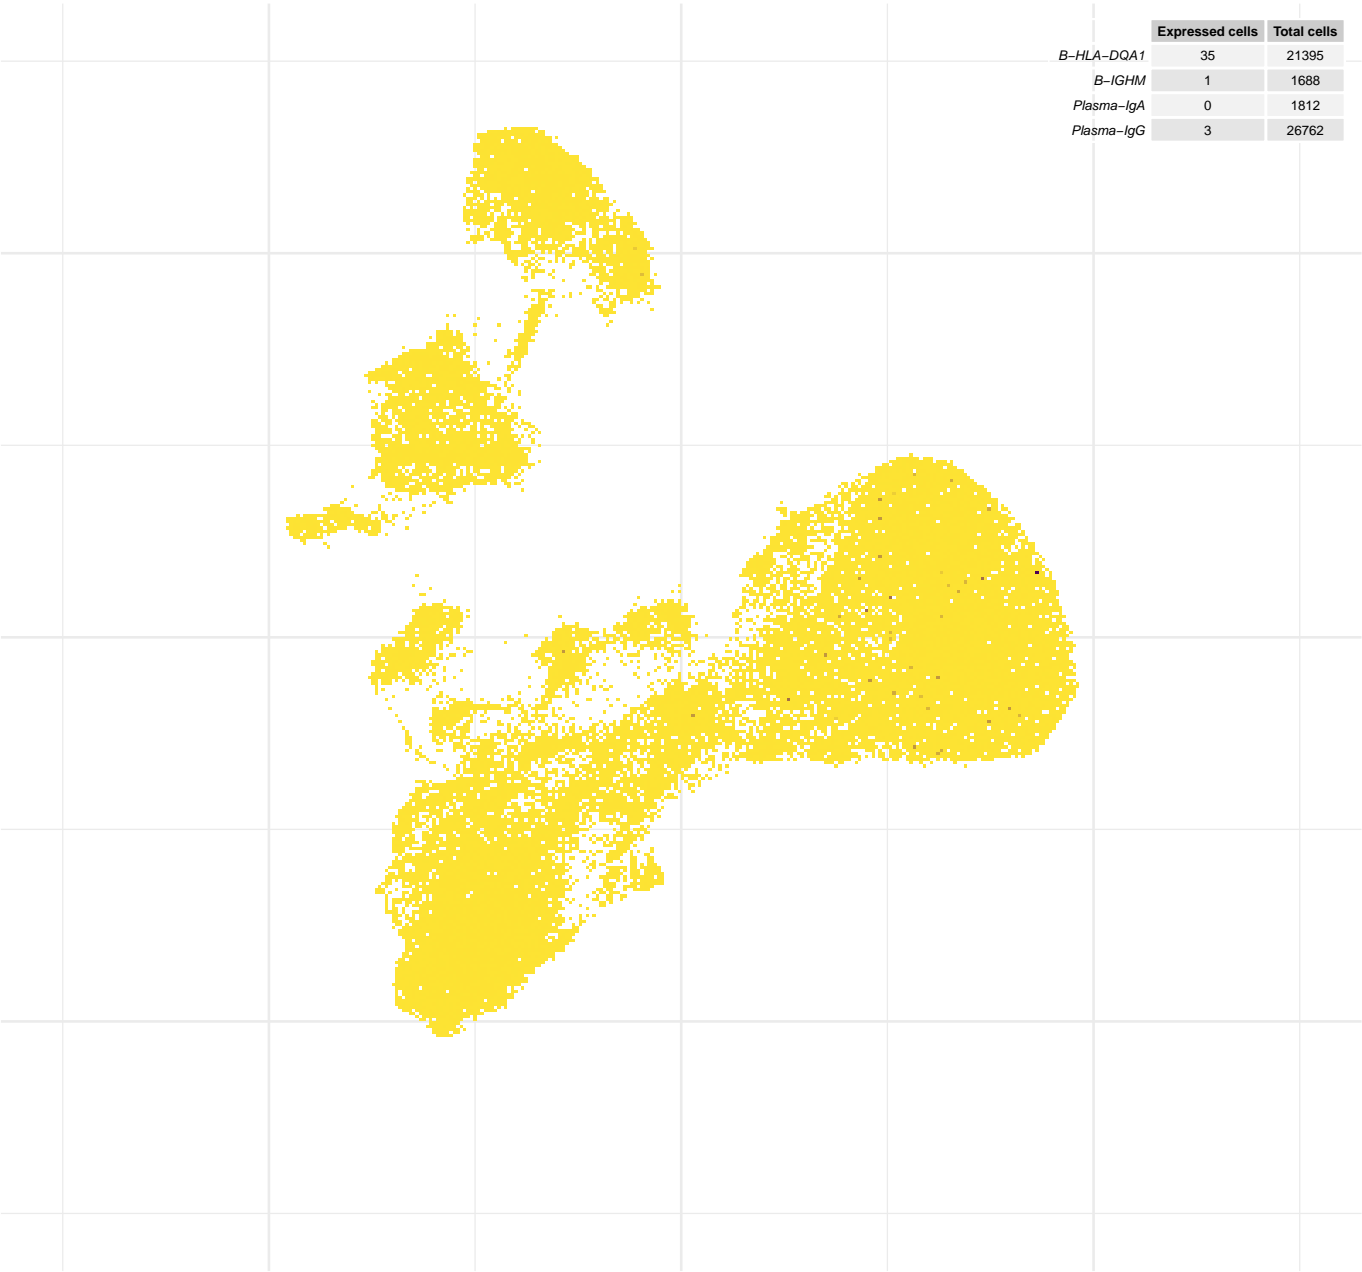 Expressed cells Total cells
B−HLA−DQA1 35 21395
B−IGHM 1 1688
Plasma−IgA 0 1812
Plasma−IgG 3 26762